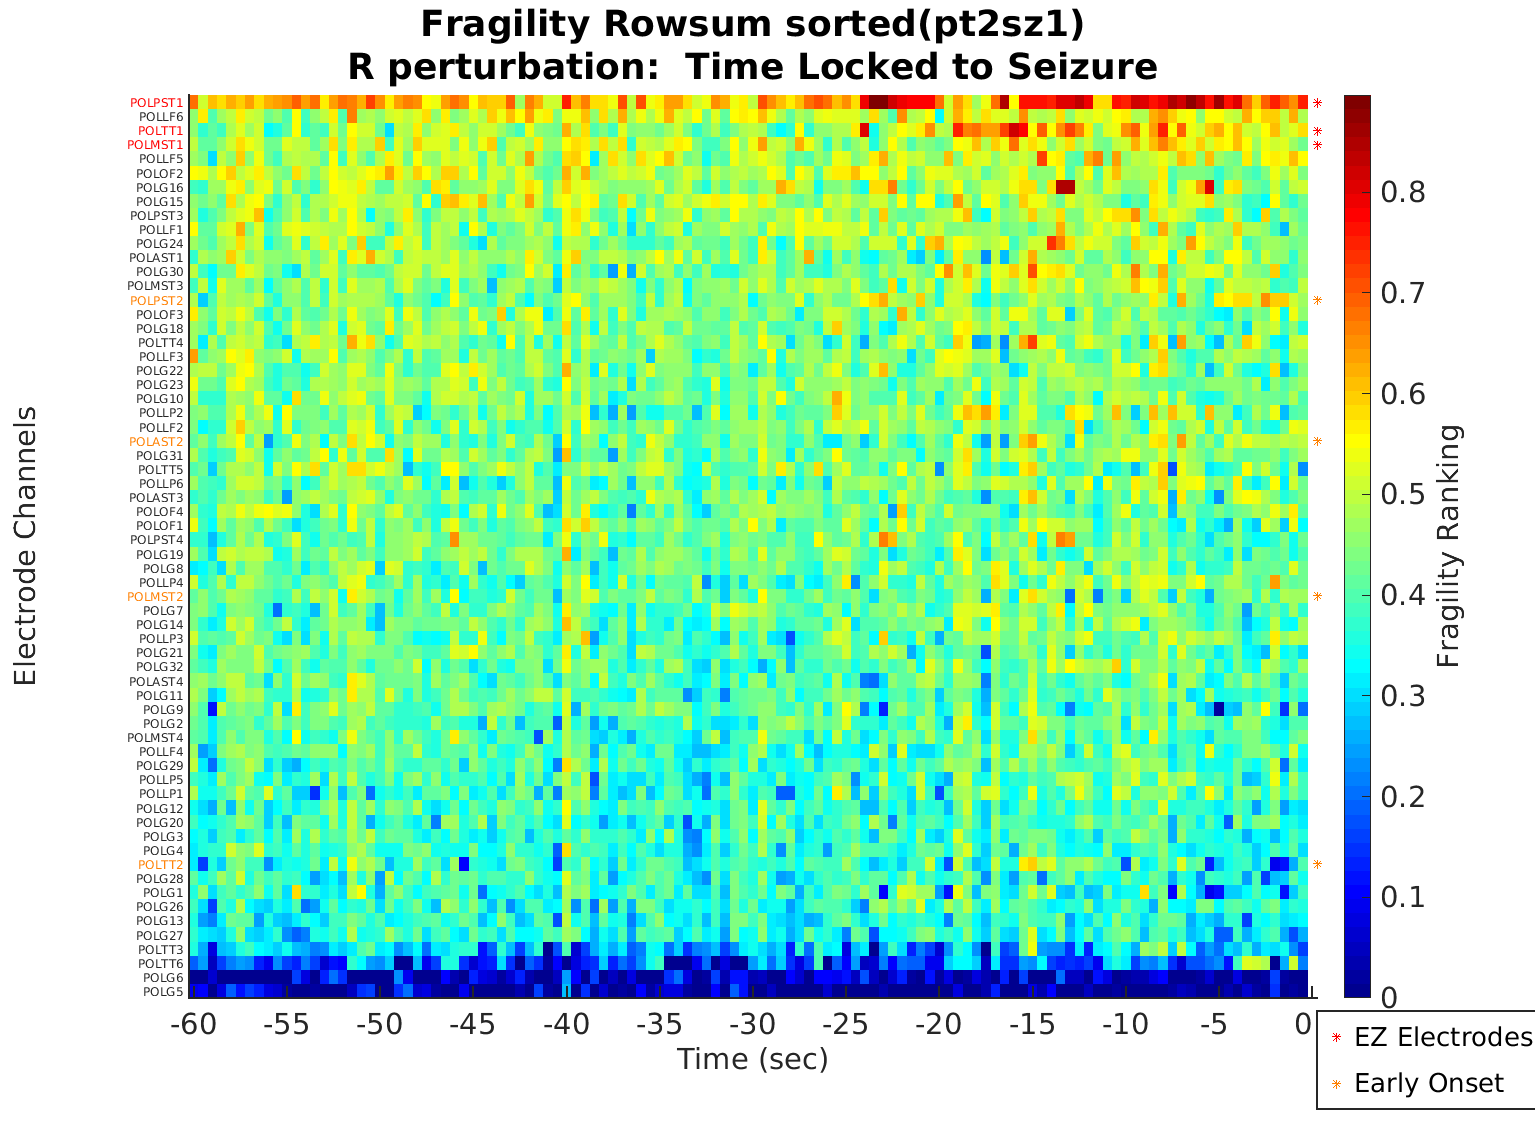 Fragility Rowsum sorted(pt2sz1)
R perturbation:  Time Locked to Seizure
Electrode Channels
POLPST1
POLLF6
POLTT1
POLMST1
POLLF5
POLOF2
POLG16
POLG15
POLPST3
POLLF1
POLG24
POLAST1
POLG30
POLMST3
POLPST2
POLOF3
POLG18
POLTT4
POLLF3
POLG22
POLG23
POLG10
POLLP2
POLLF2
POLAST2
POLG31
POLTT5
POLLP6
POLAST3
POLOF4
POLOF1
POLPST4
POLG19
POLG8
POLLP4
POLMST2
POLG7
POLG14
POLLP3
POLG21
POLG32
POLAST4
POLG11
POLG9
POLG2
POLMST4
POLLF4
POLG29
POLLP5
POLLP1
POLG12
POLG20
POLG3
POLG4
POLTT2
POLG28
POLG1
POLG26
POLG13
POLG27
POLTT3
POLTT6
POLG6
POLG5
-60 -55 -50 -45 -40 -35 -30 -25 -20 -15 -10 -5 0
Time (sec)
0.8
0.7
0.6
0.5
0.4
0.3
0.2
0.1
0
Fragility Ranking
EZ Electrodes
Early Onset